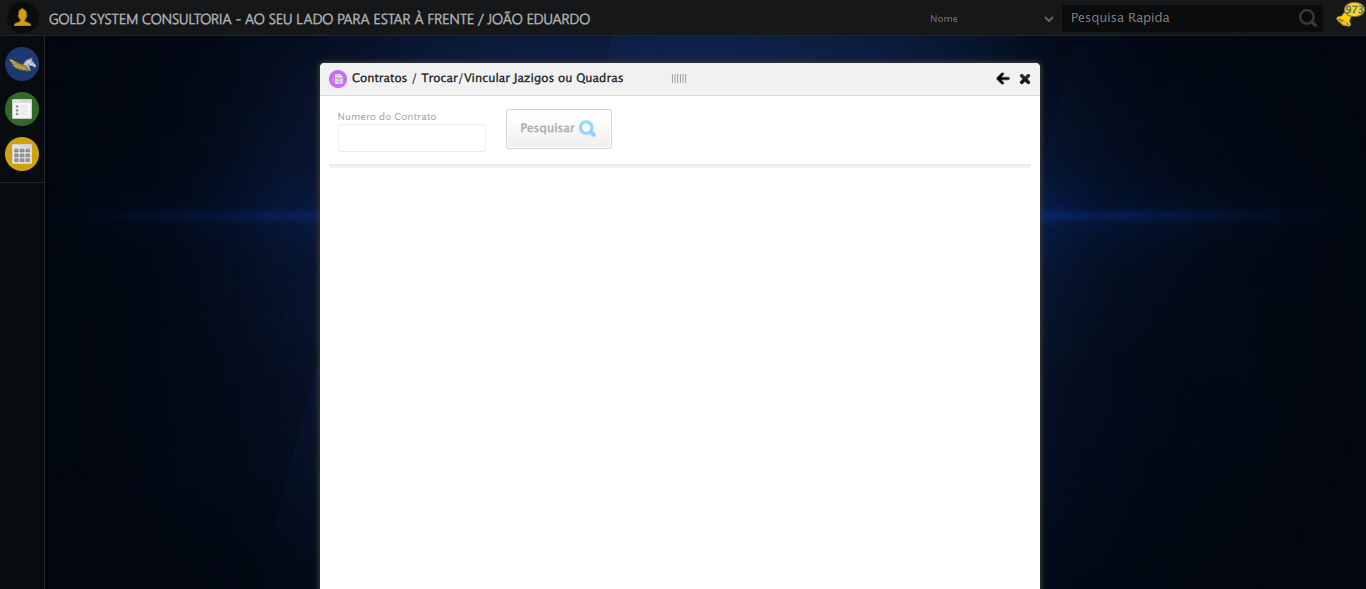 GOLD SYSTEM CONSULTORIA - AO SEU LADO PARA ESTAR À FRENTE / JOÃO EDUARDO
Nome
Pesquisa Rapida
973
Contratos / Trocar/Vincular Jazigos ou Quadras
Numero do Contrato
Pesquisar